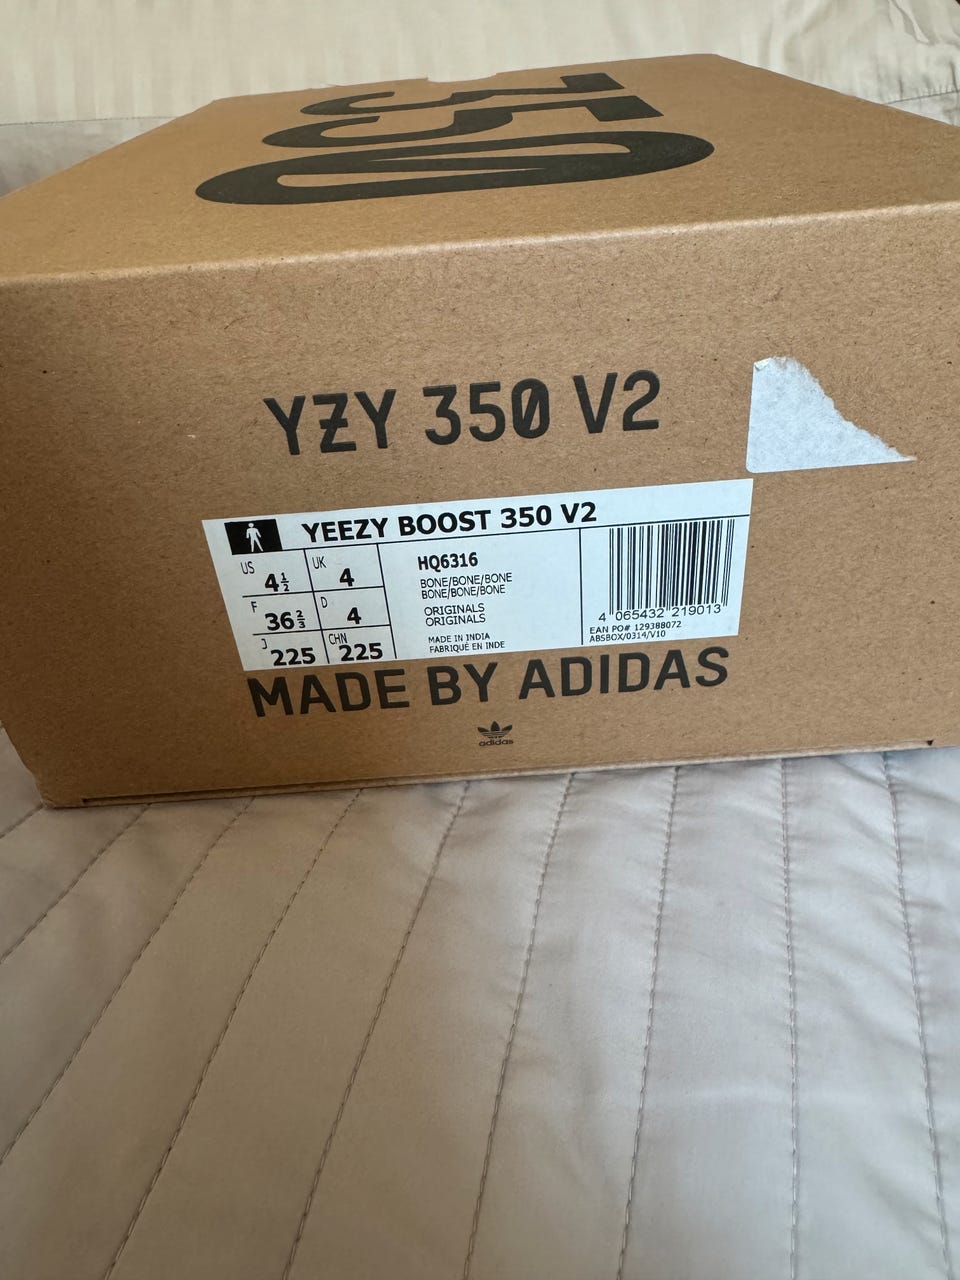 350
YZY 350 V2
YEEZY BOOST 350 V2
US 4½ UK 4
F 36⅔ D 4
J 225 CHN 225
HQ6316
BONE/BONE/BONE
BONE/BONE/BONE
ORIGINALS
ORIGINALS
MADE IN INDIA
FABRIQUÉ EN INDE
4 065432 219013
EAN PO# 129388072
ABSBOX/0314/V10
MADE BY ADIDAS
adidas